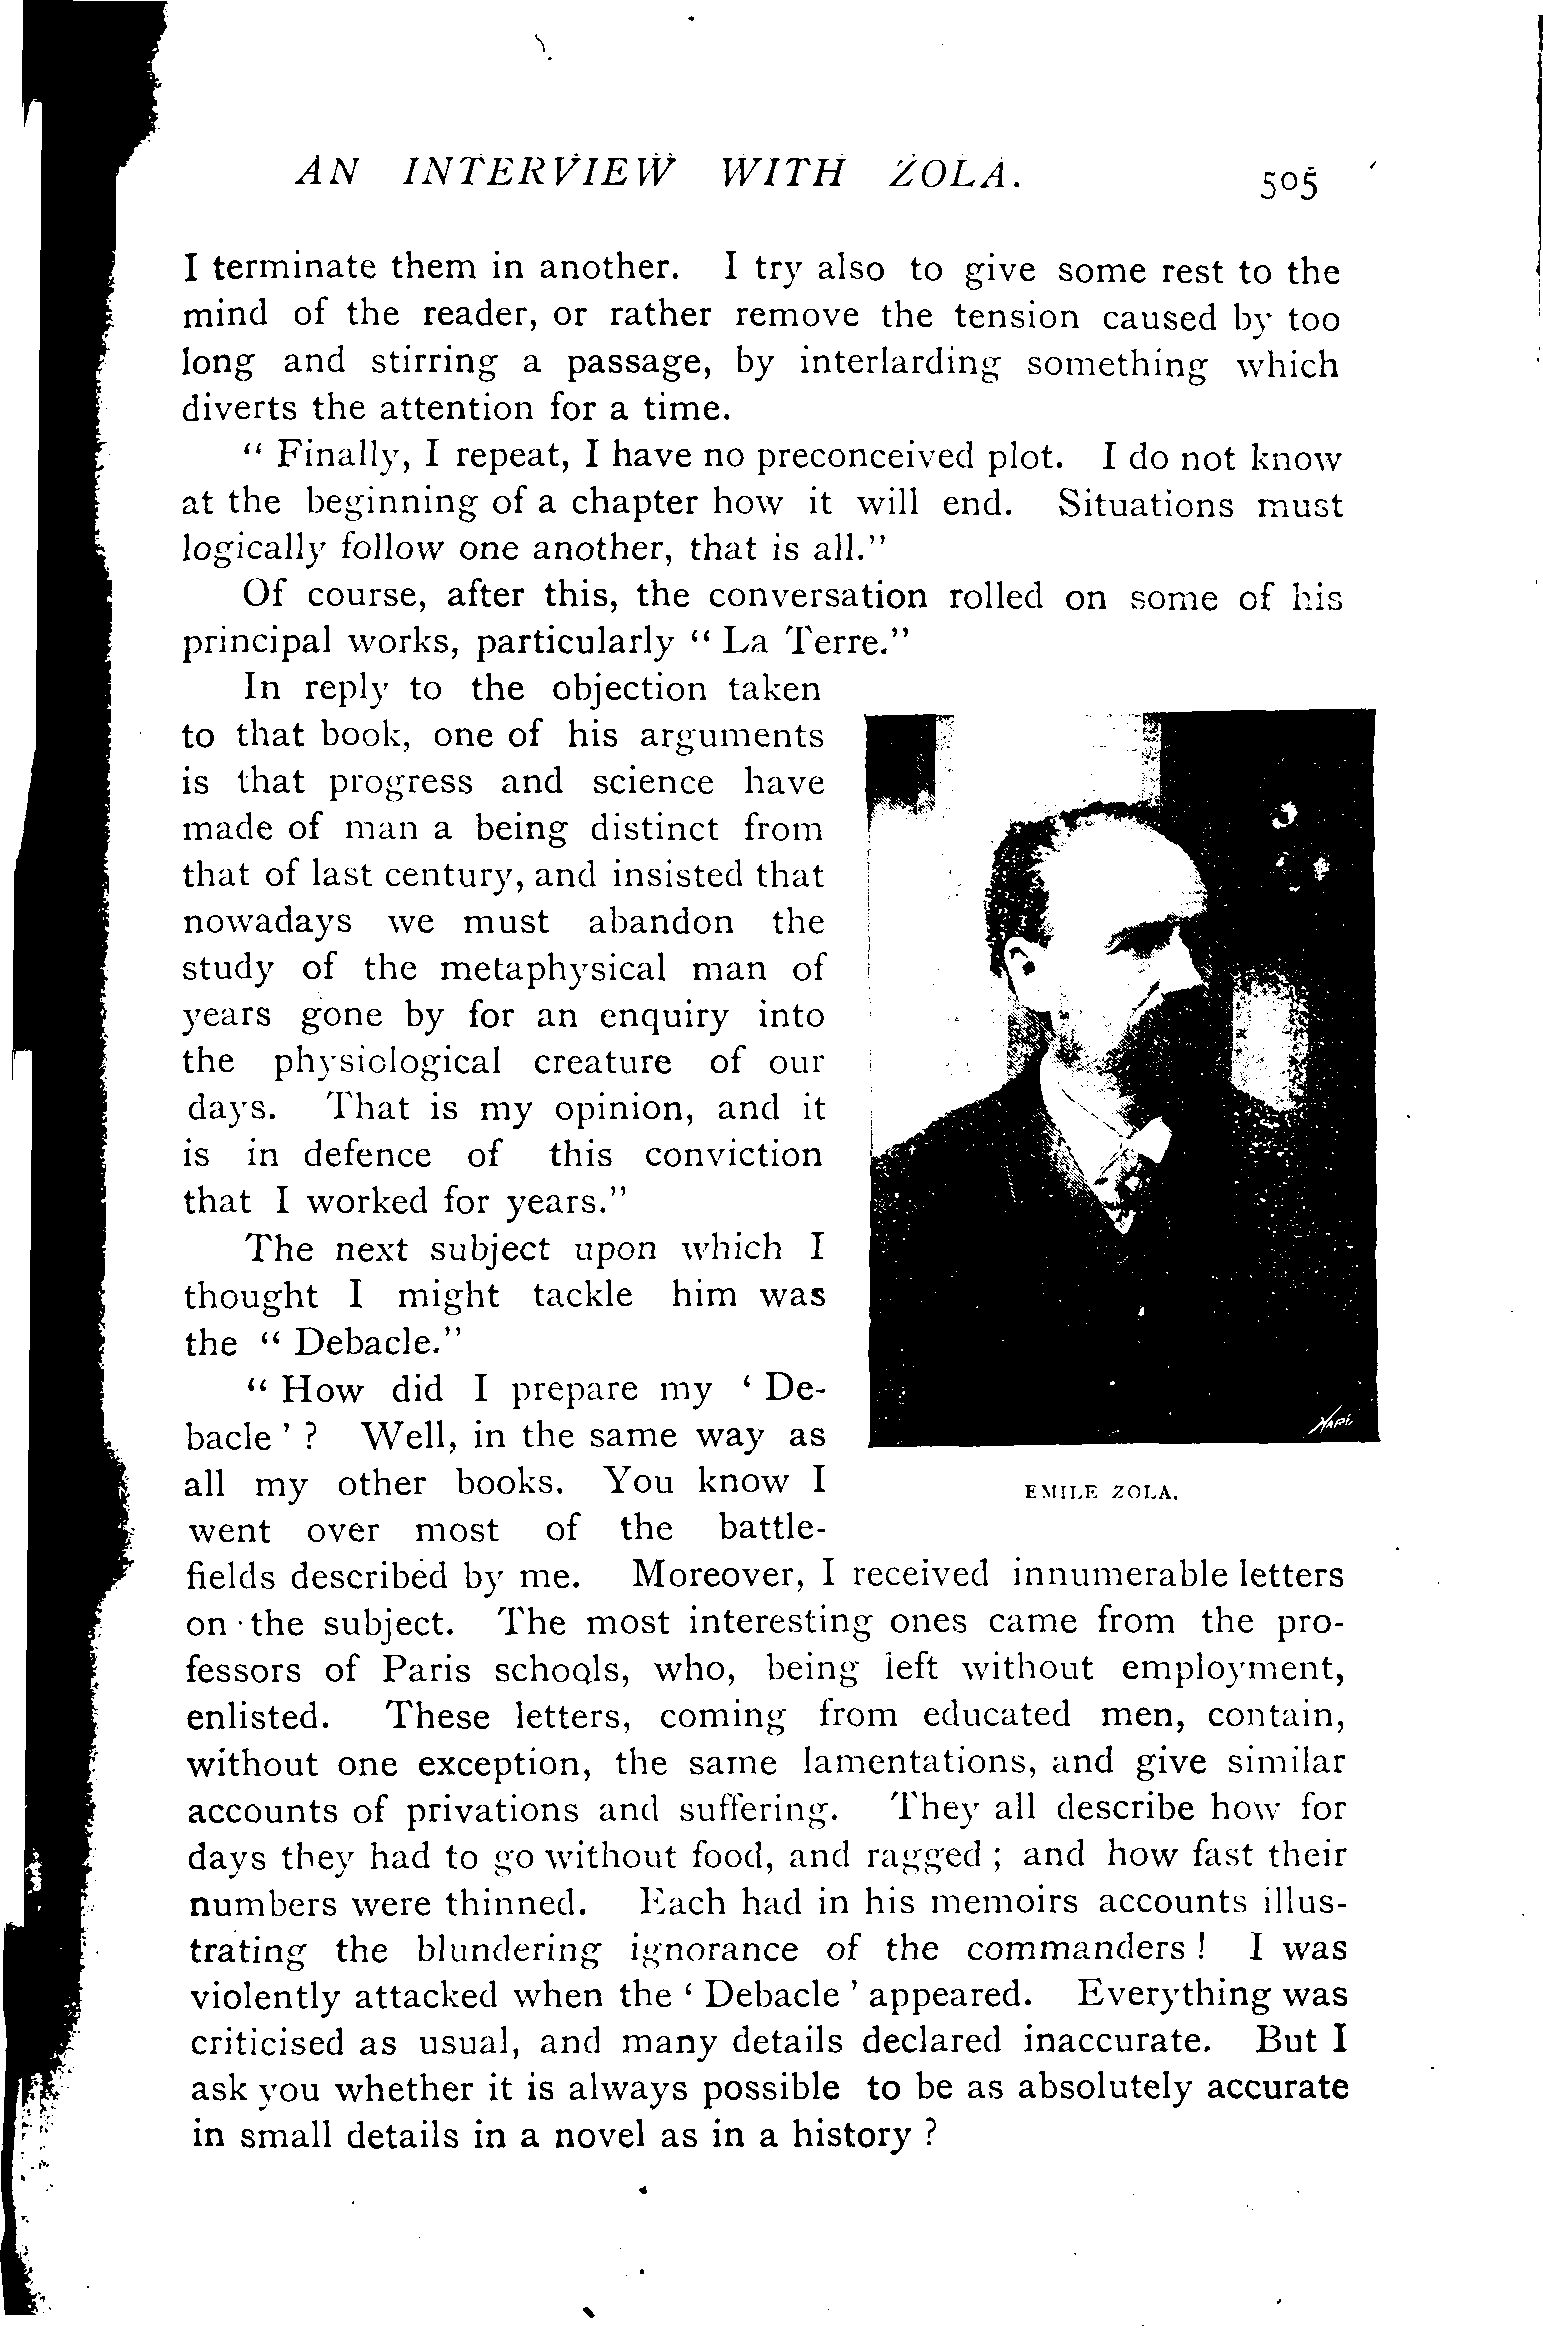 AN INTERVIEW WITH ZOLA. 505
I terminate them in another. I try also to give some rest to the
mind of the reader, or rather remove the tension caused by too
long and stirring a passage, by interlarding something which
diverts the attention for a time.
“ Finally, I repeat, I have no preconceived plot. I do not know
at the beginning of a chapter how it will end. Situations must
logically follow one another, that is all.”
Of course, after this, the conversation rolled on some of his
principal works, particularly “ La Terre.”
In reply to the objection taken
to that book, one of his arguments
is that progress and science have
made of man a being distinct from
that of last century, and insisted that
nowadays we must abandon the
study of the metaphysical man of
years gone by for an enquiry into
the physiological creature of our
days. That is my opinion, and it
is in defence of this conviction
that I worked for years.”
The next subject upon which I
thought I might tackle him was
the “ Debacle.”
“ How did I prepare my ‘ De-
bacle ’ ? Well, in the same way as
all my other books. You know I
went over most of the battle-
fields described by me. Moreover, I received innumerable letters
on the subject. The most interesting ones came from the pro-
fessors of Paris schools, who, being left without employment,
enlisted. These letters, coming from educated men, contain,
without one exception, the same lamentations, and give similar
accounts of privations and suffering. They all describe how for
days they had to go without food, and ragged ; and how fast their
numbers were thinned. Each had in his memoirs accounts illus-
trating the blundering ignorance of the commanders ! I was
violently attacked when the ‘ Debacle ’ appeared. Everything was
criticised as usual, and many details declared inaccurate. But I
ask you whether it is always possible to be as absolutely accurate
in small details in a novel as in a history ?
EMILE ZOLA.